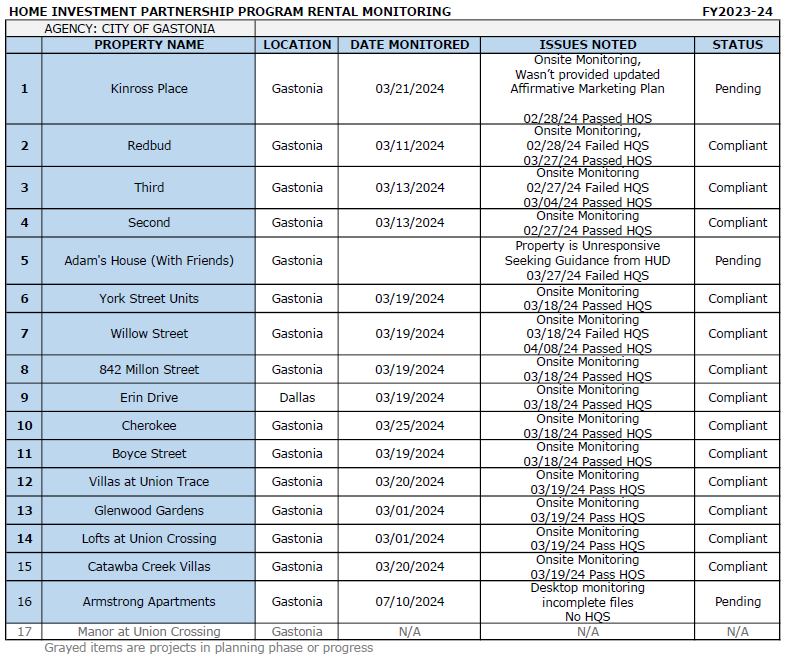 HOME INVESTMENT PARTNERSHIP PROGRAM RENTAL MONITORING FY2023-24
AGENCY: CITY OF GASTONIA
PROPERTY NAME LOCATION DATE MONITORED ISSUES NOTED STATUS
1 Kinross Place Gastonia 03/21/2024 Onsite Monitoring,
Wasn't provided updated
Affirmative Marketing Plan
02/28/24 Passed HQS Pending
2 Redbud Gastonia 03/11/2024 Onsite Monitoring,
02/28/24 Failed HQS
03/27/24 Passed HQS Compliant
3 Third Gastonia 03/13/2024 Onsite Monitoring
02/27/24 Failed HQS
03/04/24 Passed HQS Compliant
4 Second Gastonia 03/13/2024 Onsite Monitoring
02/27/24 Passed HQS Compliant
5 Adam's House (With Friends) Gastonia Property is Unresponsive
Seeking Guidance from HUD
03/27/24 Failed HQS Pending
6 York Street Units Gastonia 03/19/2024 Onsite Monitoring
03/18/24 Passed HQS Compliant
7 Willow Street Gastonia 03/19/2024 Onsite Monitoring
03/18/24 Failed HQS
04/08/24 Passed HQS Compliant
8 842 Millon Street Gastonia 03/19/2024 Onsite Monitoring
03/18/24 Passed HQS Compliant
9 Erin Drive Dallas 03/19/2024 Onsite Monitoring
03/18/24 Passed HQS Compliant
10 Cherokee Gastonia 03/25/2024 Onsite Monitoring
03/18/24 Passed HQS Compliant
11 Boyce Street Gastonia 03/19/2024 Onsite Monitoring
03/18/24 Passed HQS Compliant
12 Villas at Union Trace Gastonia 03/20/2024 Onsite Monitoring
03/19/24 Pass HQS Compliant
13 Glenwood Gardens Gastonia 03/01/2024 Onsite Monitoring
03/19/24 Pass HQS Compliant
14 Lofts at Union Crossing Gastonia 03/01/2024 Onsite Monitoring
03/19/24 Pass HQS Compliant
15 Catawba Creek Villas Gastonia 03/20/2024 Onsite Monitoring
03/19/24 Pass HQS Compliant
16 Armstrong Apartments Gastonia 07/10/2024 Desktop monitoring
incomplete files
No HQS Pending
17 Manor at Union Crossing Gastonia N/A N/A N/A
Grayed items are projects in planning phase or progress